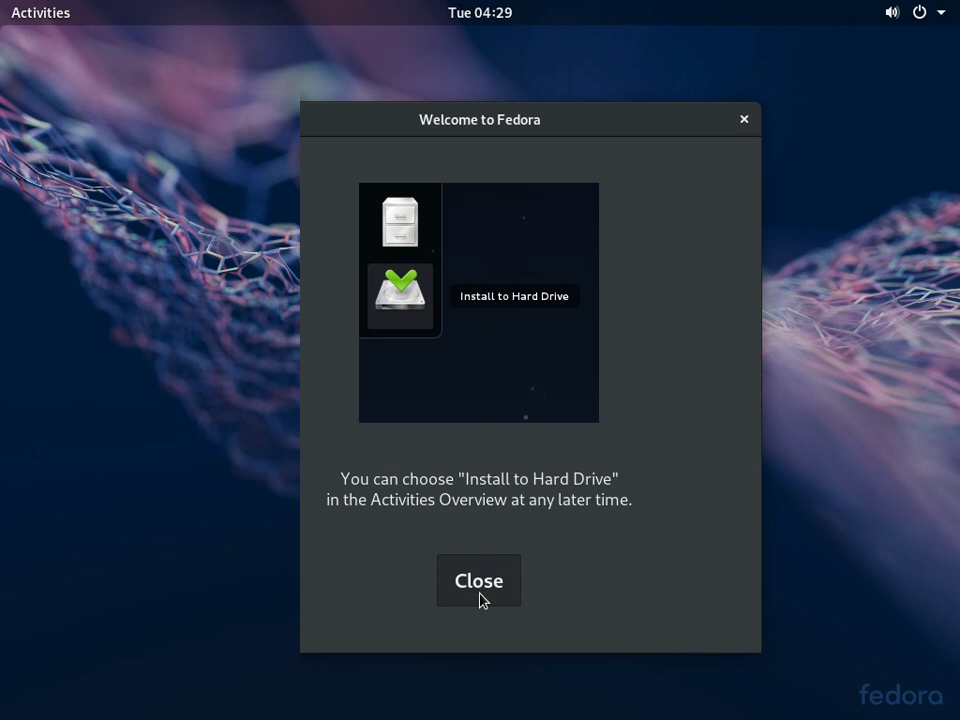 Activities
Tue 04:29
Welcome to Fedora
Install to Hard Drive
You can choose "Install to Hard Drive"
in the Activities Overview at any later time.
Close
fedora